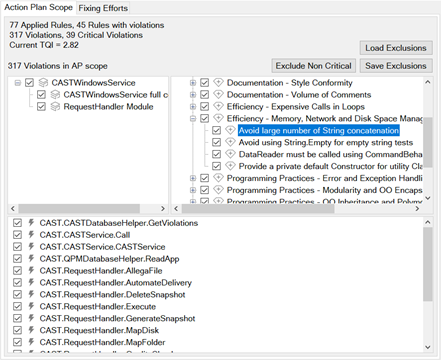 Action Plan Scope Fixing Efforts
77 Applied Rules, 45 Rules with violations
317 Violations, 39 Critical Violations
Current TQI = 2.82
Load Exclusions
317 Violations in AP scope
Exclude Non Critical Save Exclusions
CASTWindowsService
CASTWindowsService full c
RequestHandler Module
Documentation - Style Conformity
Documentation - Volume of Comments
Efficiency - Expensive Calls in Loops
Efficiency - Memory, Network and Disk Space Manag
Avoid large number of String concatenation
Avoid using String.Empty for empty string tests
DataReader must be called using CommandBeha
Provide a private default Constructor for utility Cla
Programming Practices - Error and Exception Handli
Programming Practices - Modularity and OO Encaps
Programming Practices - OO Inheritance and Polym
CAST.CASTDatabaseHelper.GetViolations
CAST.CASTService.Call
CAST.CASTService.CASTService
CAST.QPMDatabaseHelper.ReadApp
CAST.RequestHandler.AllegaFile
CAST.RequestHandler.AutomateDelivery
CAST.RequestHandler.DeleteSnapshot
CAST.RequestHandler.Execute
CAST.RequestHandler.GenerateSnapshot
CAST.RequestHandler.MapDisk
CAST.RequestHandler.MapFolder